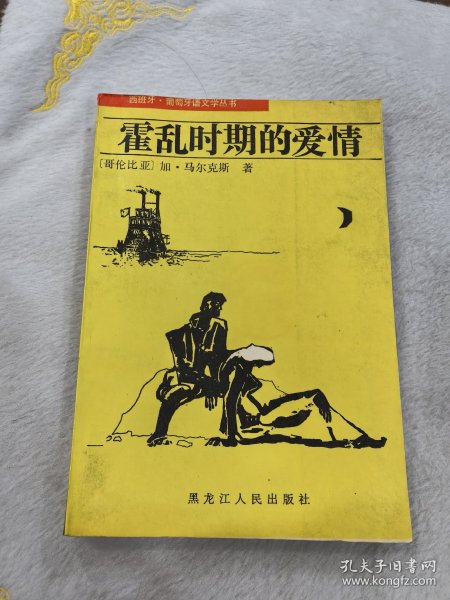 西班牙·葡萄牙语文学丛书
霍乱时期的爱情
〔哥伦比亚〕加·马尔克斯 著
黑龙江人民出版社
孔夫子旧书网
www.kongfz.com